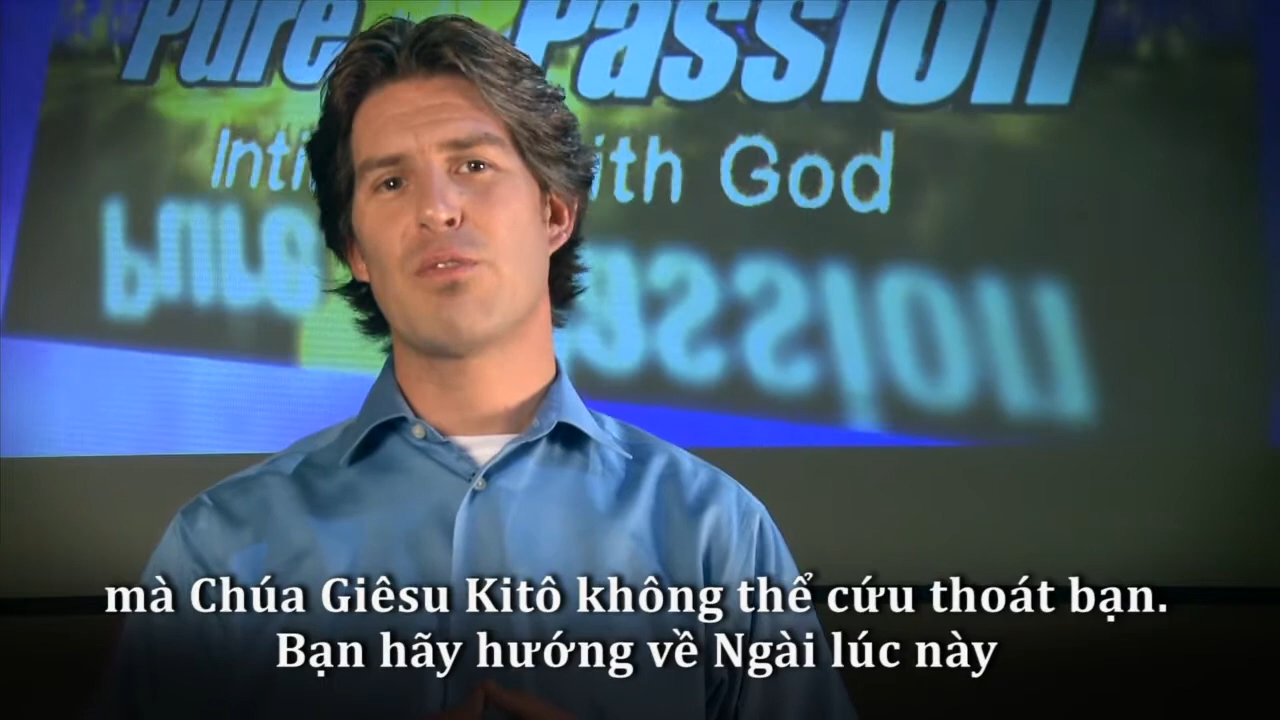 Pure Passion
Inti ith God
mà Chúa Giêsu Kitô không thể cứu thoát bạn.
Bạn hãy hướng về Ngài lúc này